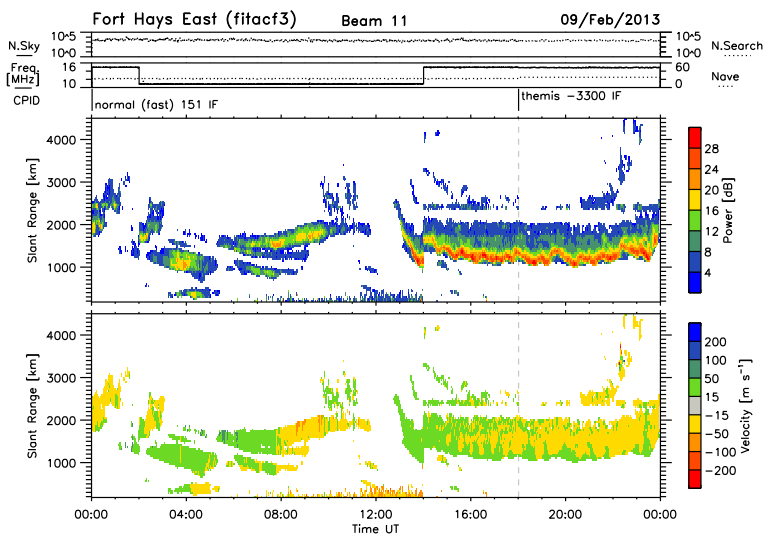 Fort Hays East (fitacf3) Beam 11 09/Feb/2013
N.Sky 10^5 10^0 10^5 10^0 N.Search
Freq. [MHz] 16 10 60 0 Nave
CPID normal (fast) 151 IF themis -3300 IF
Slant Range [km]
4000
3000
2000
1000
28
24
20
16
12
8
4
Power [dB]
Slant Range [km]
4000
3000
2000
1000
200
100
50
15
-15
-50
-100
-200
Velocity [m s⁻¹]
00:00 04:00 08:00 12:00 16:00 20:00 00:00
Time UT